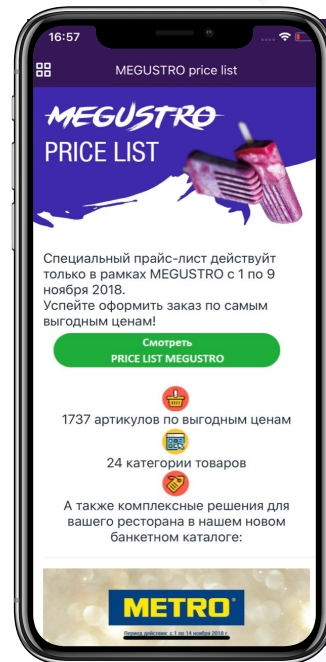 16:57
MEGUSTRO price list
MEGUSTRO
PRICE LIST
Специальный прайс-лист действуйт
только в рамках MEGUSTRO с 1 по 9
ноября 2018.
Успейте оформить заказ по самым
выгодным ценам!
Смотреть
PRICE LIST MEGUSTRO
1737 артикулов по выгодным ценам
24 категории товаров
А также комплексные решения для
вашего ресторана в нашем новом
банкетном каталоге:
METRO
Период действия: с 1 по 14 ноября 2018 г.